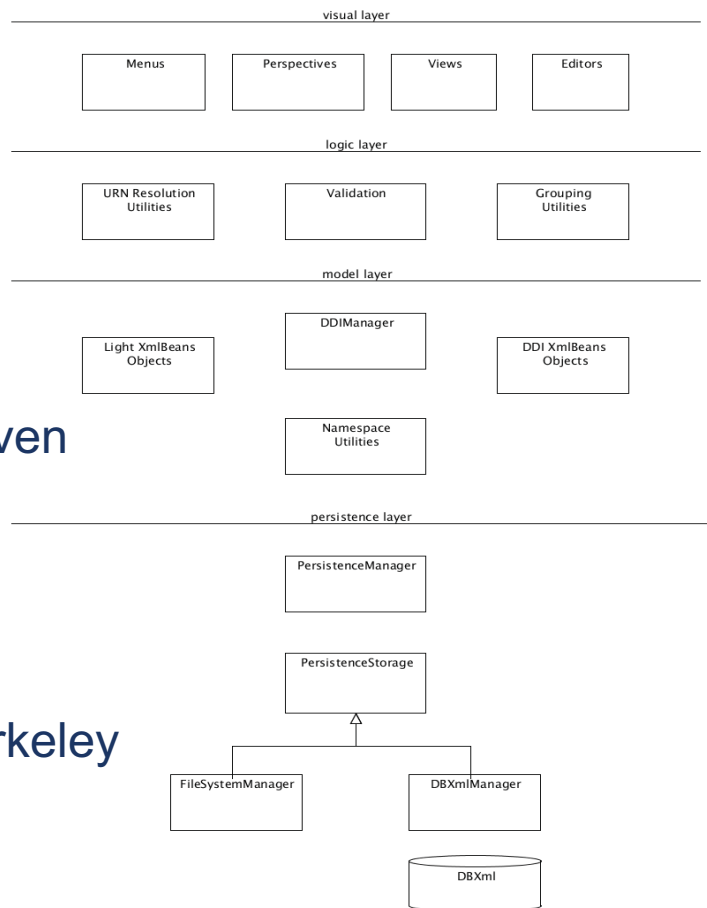 visual layer
Menus
Perspectives
Views
Editors
logic layer
URN Resolution
Utilities
Validation
Grouping
Utilities
model layer
DDIManager
Light XmlBeans
Objects
DDI XmlBeans
Objects
ven
Namespace
Utilities
persistence layer
PersistenceManager
PersistenceStorage
rkeley
FileSystemManager
DBXmlManager
DBXml